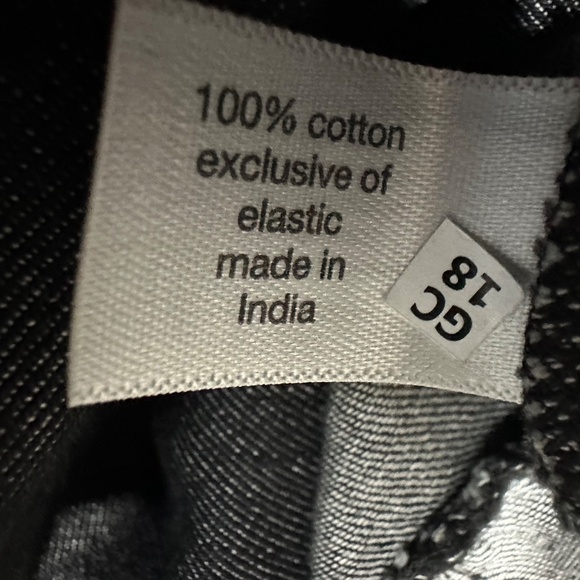 100% cotton
exclusive of
elastic
made in
India
GC
18